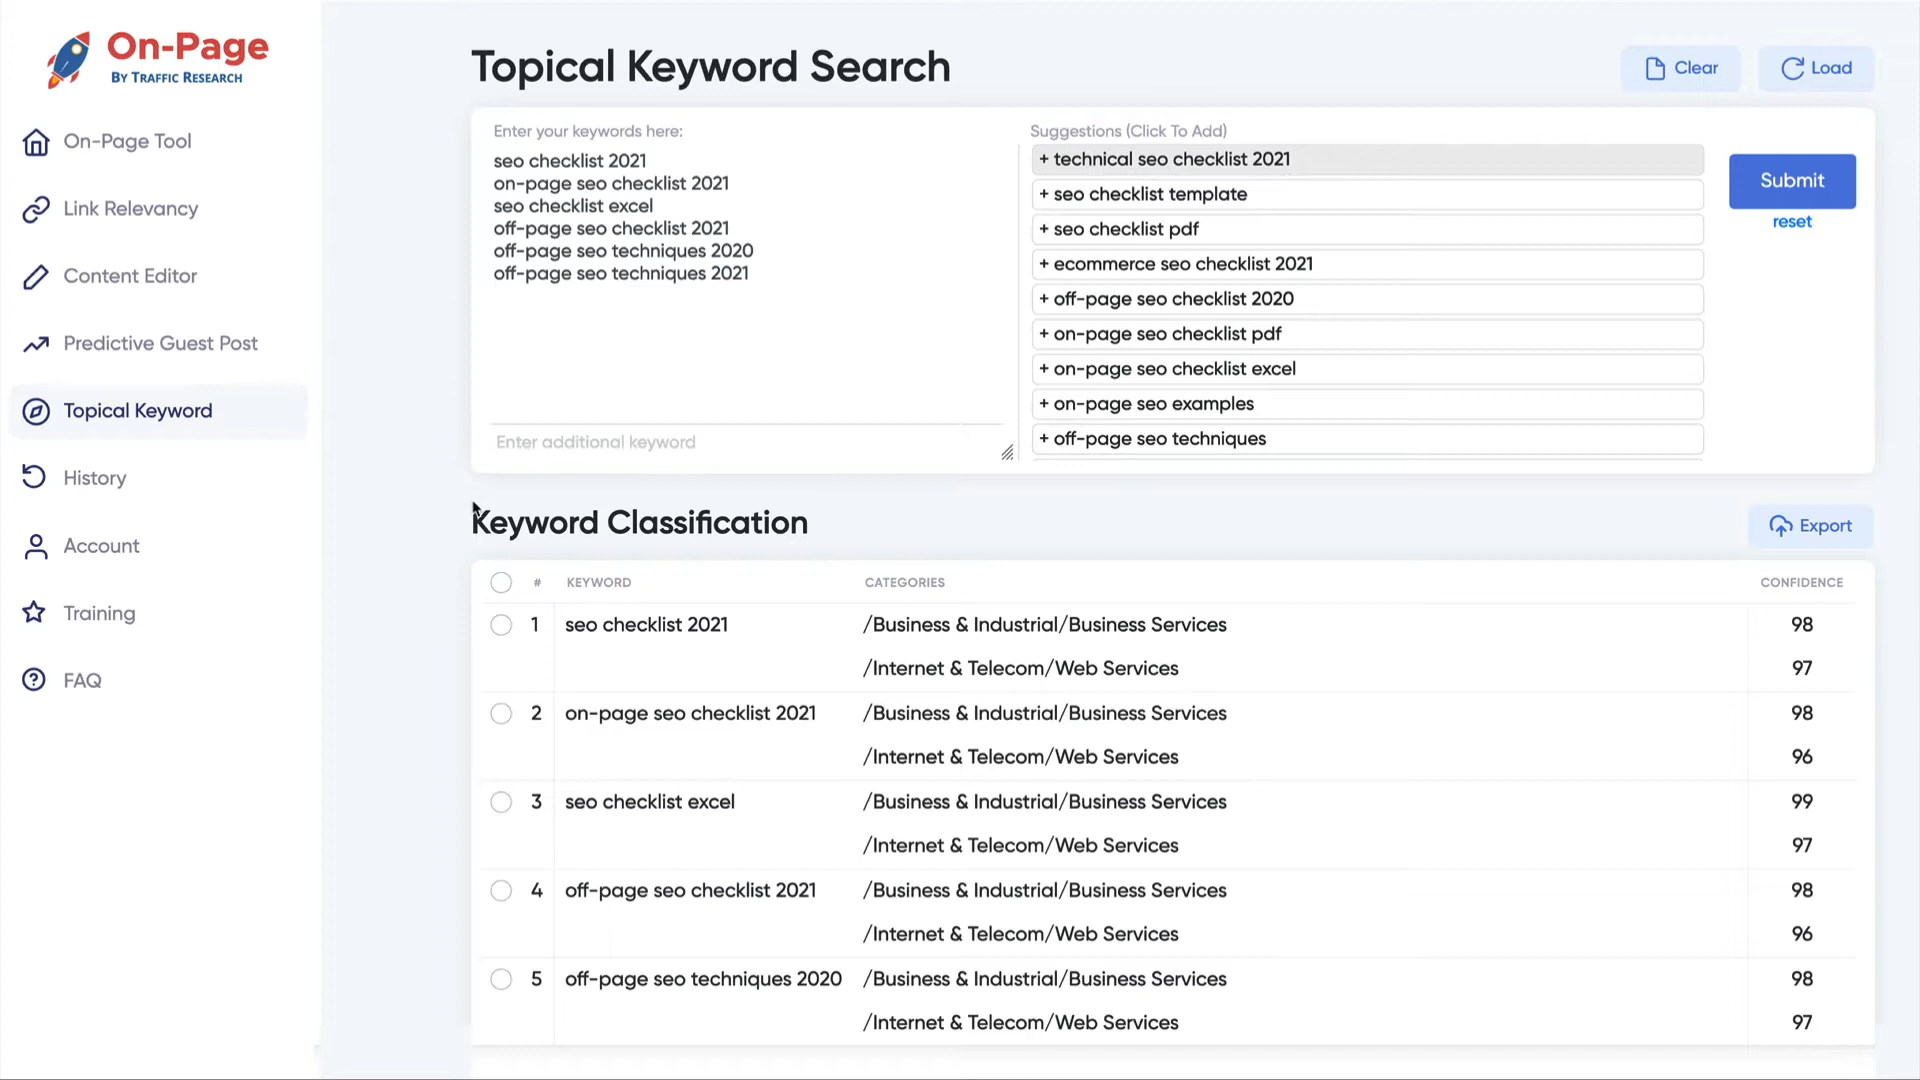 On-Page
BY TRAFFIC RESEARCH
On-Page Tool
Link Relevancy
Content Editor
Predictive Guest Post
Topical Keyword
History
Account
Training
FAQ
Topical Keyword Search
Clear
Load
Enter your keywords here:
seo checklist 2021
on-page seo checklist 2021
seo checklist excel
off-page seo checklist 2021
off-page seo techniques 2020
off-page seo techniques 2021
Enter additional keyword
Suggestions (Click To Add)
+ technical seo checklist 2021
+ seo checklist template
+ seo checklist pdf
+ ecommerce seo checklist 2021
+ off-page seo checklist 2020
+ on-page seo checklist pdf
+ on-page seo checklist excel
+ on-page seo examples
+ off-page seo techniques
Submit
reset
Keyword Classification
Export
# KEYWORD CATEGORIES CONFIDENCE
1 seo checklist 2021 /Business & Industrial/Business Services 98
/Internet & Telecom/Web Services 97
2 on-page seo checklist 2021 /Business & Industrial/Business Services 98
/Internet & Telecom/Web Services 96
3 seo checklist excel /Business & Industrial/Business Services 99
/Internet & Telecom/Web Services 97
4 off-page seo checklist 2021 /Business & Industrial/Business Services 98
/Internet & Telecom/Web Services 96
5 off-page seo techniques 2020 /Business & Industrial/Business Services 98
/Internet & Telecom/Web Services 97